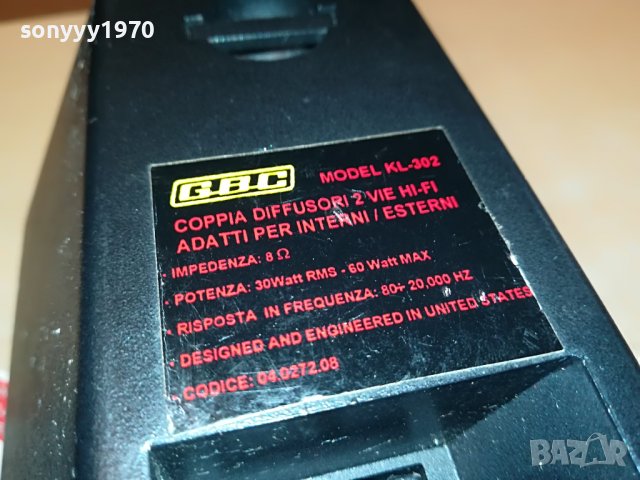 sonyyy1970
GBC MODEL KL-302
COPPIA DIFFUSORI 2 VIE HI-FI
ADATTI PER INTERNI / ESTERNI
· IMPEDENZA: 8 Ω
· POTENZA: 30Watt RMS - 60 Watt MAX
· RISPOSTA IN FREQUENZA: 80÷ 20,000 HZ
· DESIGNED AND ENGINEERED IN UNITED STATES
· CODICE: 04.0272.08
BAZAR